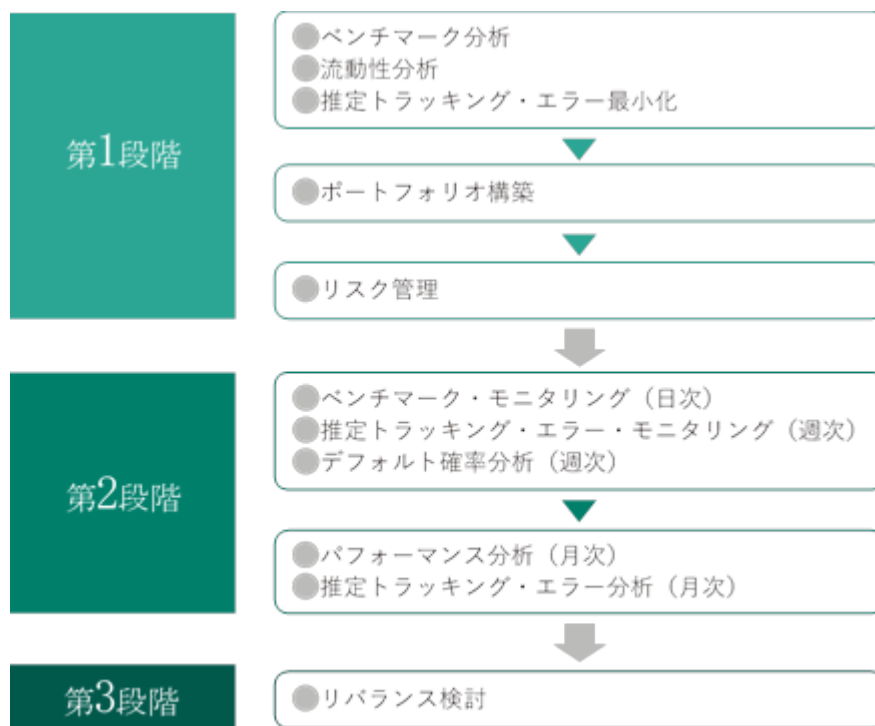 第1段階
●ベンチマーク分析
●流動性分析
●推定トラッキング・エラー最小化
●ポートフォリオ構築
●リスク管理
第2段階
●ベンチマーク・モニタリング（日次）
●推定トラッキング・エラー・モニタリング（週次）
●デフォルト確率分析（週次）
●パフォーマンス分析（月次）
●推定トラッキング・エラー分析（月次）
第3段階
●リバランス検討